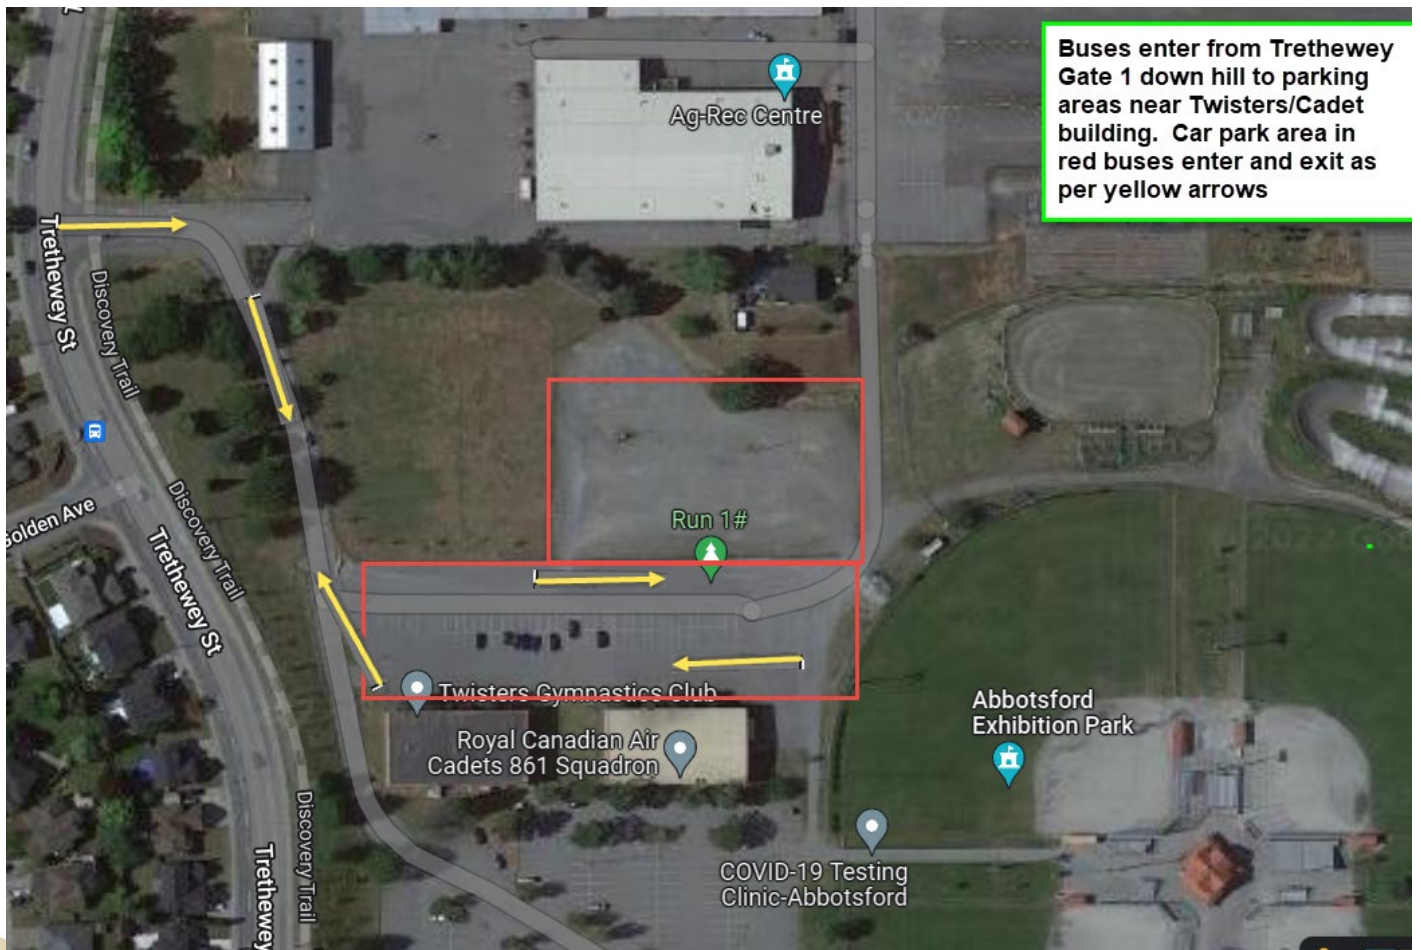 Buses enter from Trethewey
Gate 1 down hill to parking
areas near Twisters/Cadet
building.  Car park area in
red buses enter and exit as
per yellow arrows
Ag-Rec Centre
Trethewey St
Discovery Trail
Golden Ave
Discovery Trail
Trethewey St
Run 1#
Twisters Gymnastics Club
Royal Canadian Air
Cadets 861 Squadron
Abbotsford
Exhibition Park
COVID-19 Testing
Clinic-Abbotsford
Discovery Trail
Trethewey